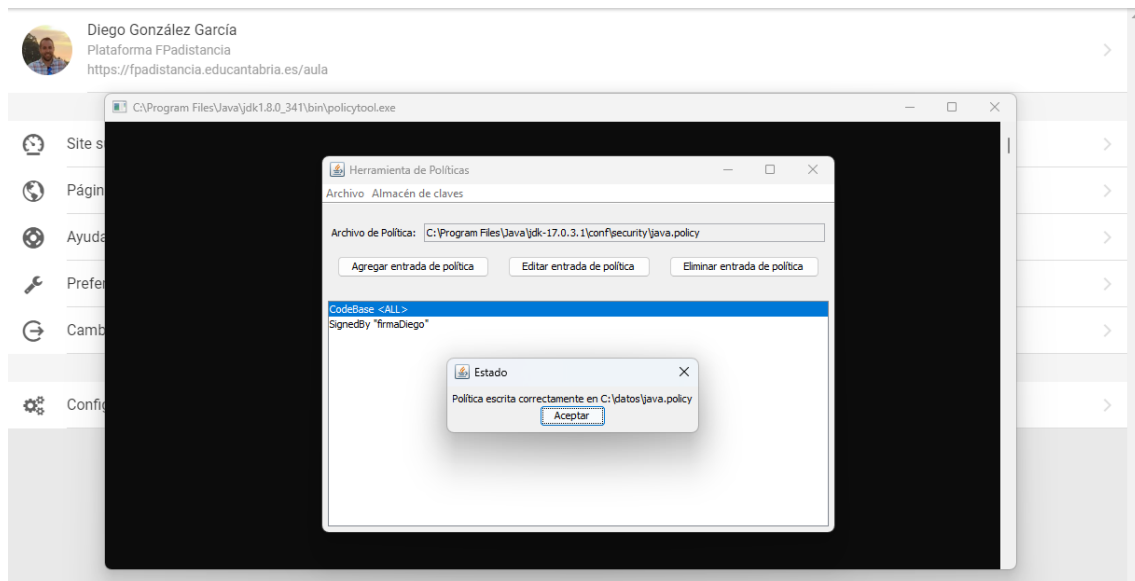 Diego González García
Plataforma FPadistancia
https://fpadistancia.educantabria.es/aula
C:\Program Files\Java\jdk1.8.0_341\bin\policytool.exe
Site s
Págin
Ayuda
Prefer
Camb
Config
Herramienta de Políticas
Archivo Almacén de claves
Archivo de Política: C:\Program Files\Java\jdk-17.0.3.1\conf\security\java.policy
Agregar entrada de política Editar entrada de política Eliminar entrada de política
CodeBase <ALL>
SignedBy "firmaDiego"
Estado
Política escrita correctamente en C:\datos\java.policy
Aceptar